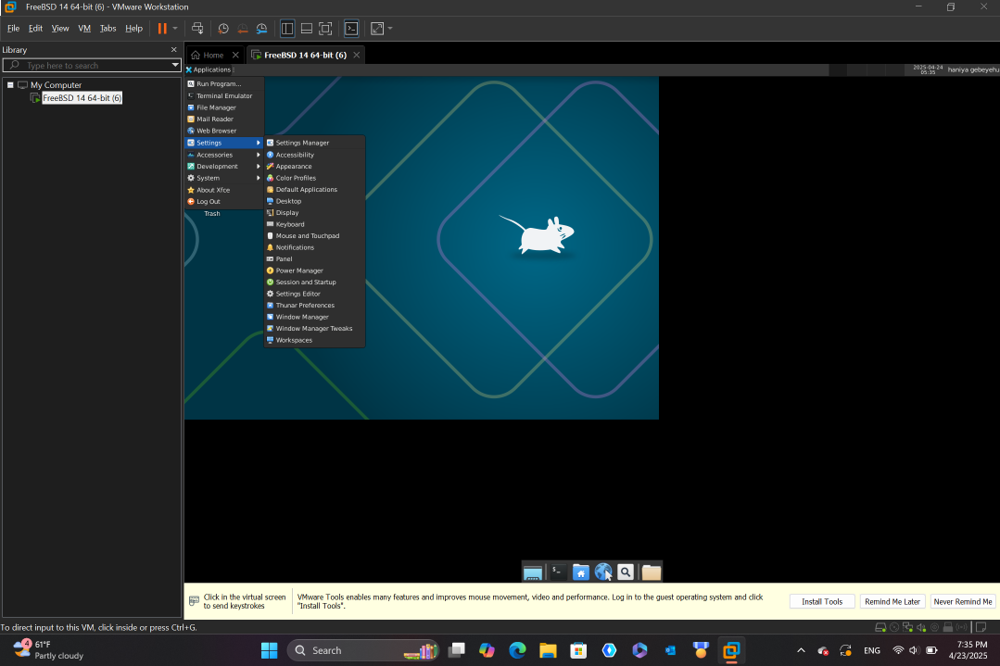 FreeBSD 14 64-bit (6) - VMware Workstation
File Edit View VM Tabs Help
Library
Type here to search
My Computer
FreeBSD 14 64-bit (6)
Home
FreeBSD 14 64-bit (6)
Applications
2025-04-24
05:35
haniya gebeyehu
Run Program...
Terminal Emulator
File Manager
Mail Reader
Web Browser
Settings
Accessories
Development
System
About Xfce
Log Out
Trash
Settings Manager
Accessibility
Appearance
Color Profiles
Default Applications
Desktop
Display
Keyboard
Mouse and Touchpad
Notifications
Panel
Power Manager
Session and Startup
Settings Editor
Thunar Preferences
Window Manager
Window Manager Tweaks
Workspaces
Click in the virtual screen
to send keystrokes
VMware Tools enables many features and improves mouse movement, video and performance. Log in to the guest operating system and click
"Install Tools".
Install Tools
Remind Me Later
Never Remind Me
To direct input to this VM, click inside or press Ctrl+G.
4
61°F
Partly cloudy
Search
ENG
7:35 PM
4/23/2025